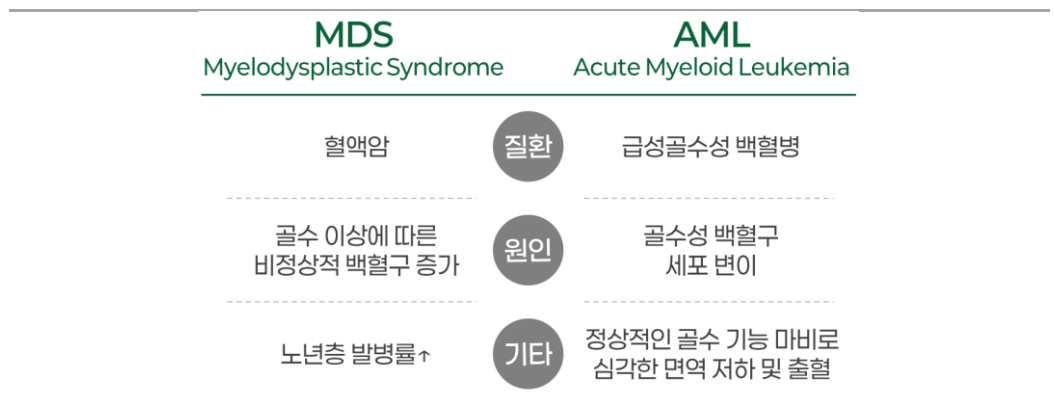 MDS
Myelodysplastic Syndrome
AML
Acute Myeloid Leukemia
혈액암
질환
급성골수성 백혈병
골수 이상에 따른
비정상적 백혈구 증가
원인
골수성 백혈구
세포 변이
노년층 발병률↑
기타
정상적인 골수 기능 마비로
심각한 면역 저하 및 출혈